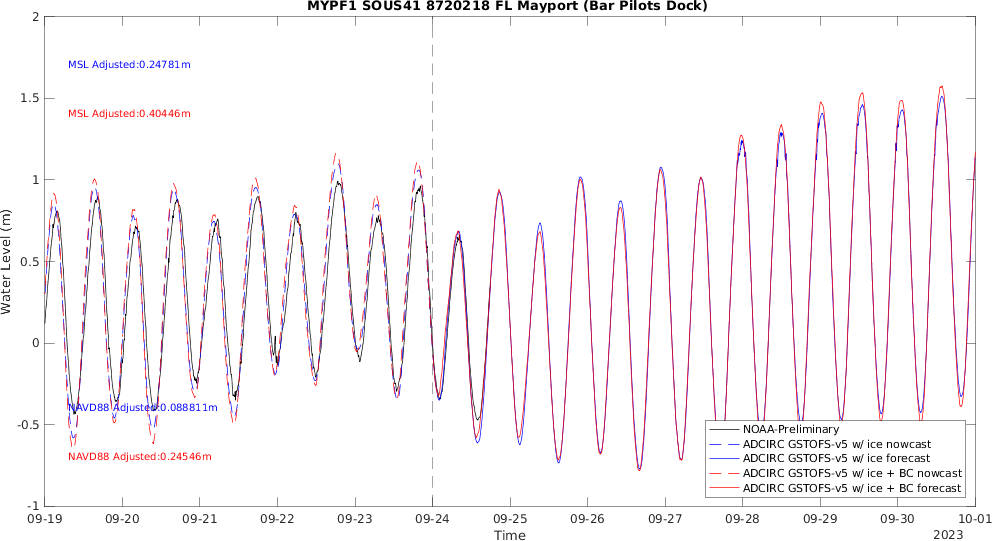 MYPF1 SOUS41 8720218 FL Mayport (Bar Pilots Dock)
2
1.5
1
0.5
0
-0.5
-1
Water Level (m)
MSL Adjusted:0.24781m
MSL Adjusted:0.40446m
NAVD88 Adjusted:0.088811m
NAVD88 Adjusted:0.24546m
NOAA-Preliminary
ADCIRC GSTOFS-v5 w/ ice nowcast
ADCIRC GSTOFS-v5 w/ ice forecast
ADCIRC GSTOFS-v5 w/ ice + BC nowcast
ADCIRC GSTOFS-v5 w/ ice + BC forecast
09-19 09-20 09-21 09-22 09-23 09-24 09-25 09-26 09-27 09-28 09-29 09-30 10-01
Time
2023